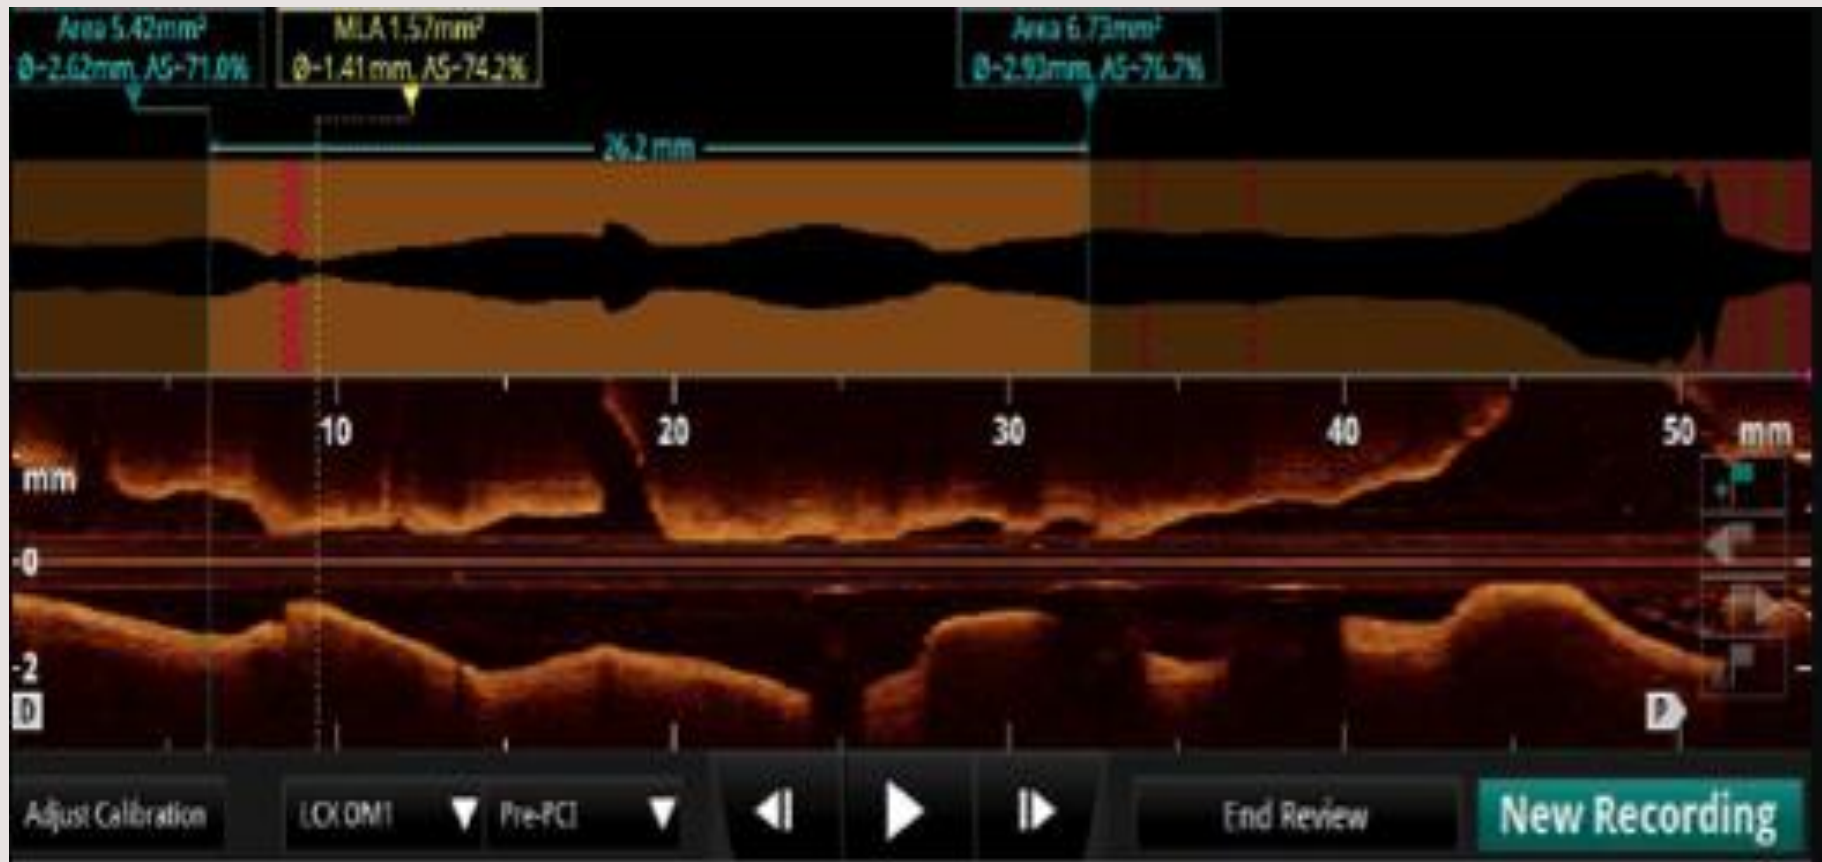 Area 5.42mm²
Ø~2.62mm, AS~71.0%
MLA 1.57mm²
Ø~1.41mm, AS~74.2%
Area 6.73mm²
Ø~2.93mm, AS~76.7%
26.2 mm
10 20 30 40 50 mm
mm
-0
-2
D
P
Adjust Calibration
LCX OM1
Pre-PCI
End Review
New Recording